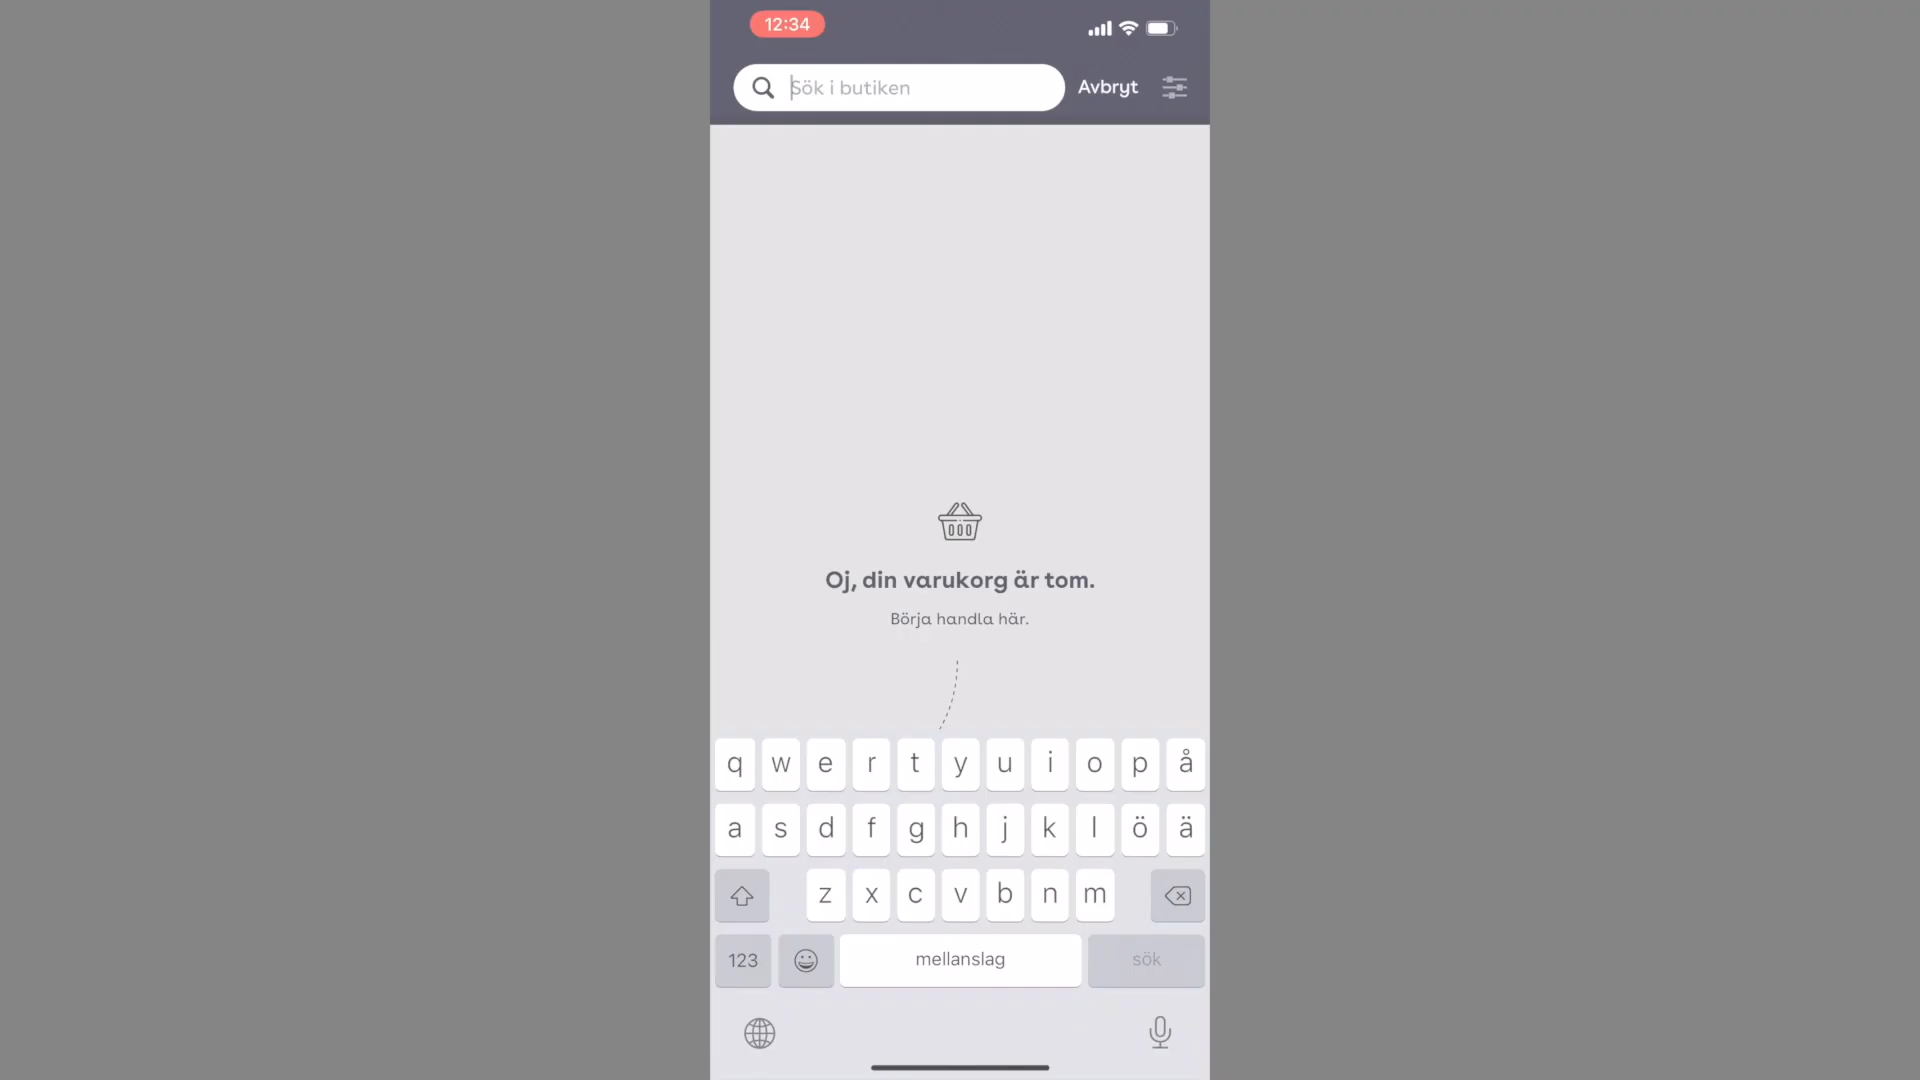 12:34
Sök i butiken
Avbryt
Oj, din varukorg är tom.
Börja handla här.
q w e r t y u i o p å
a s d f g h j k l ö ä
z x c v b n m
123 mellanslag sök